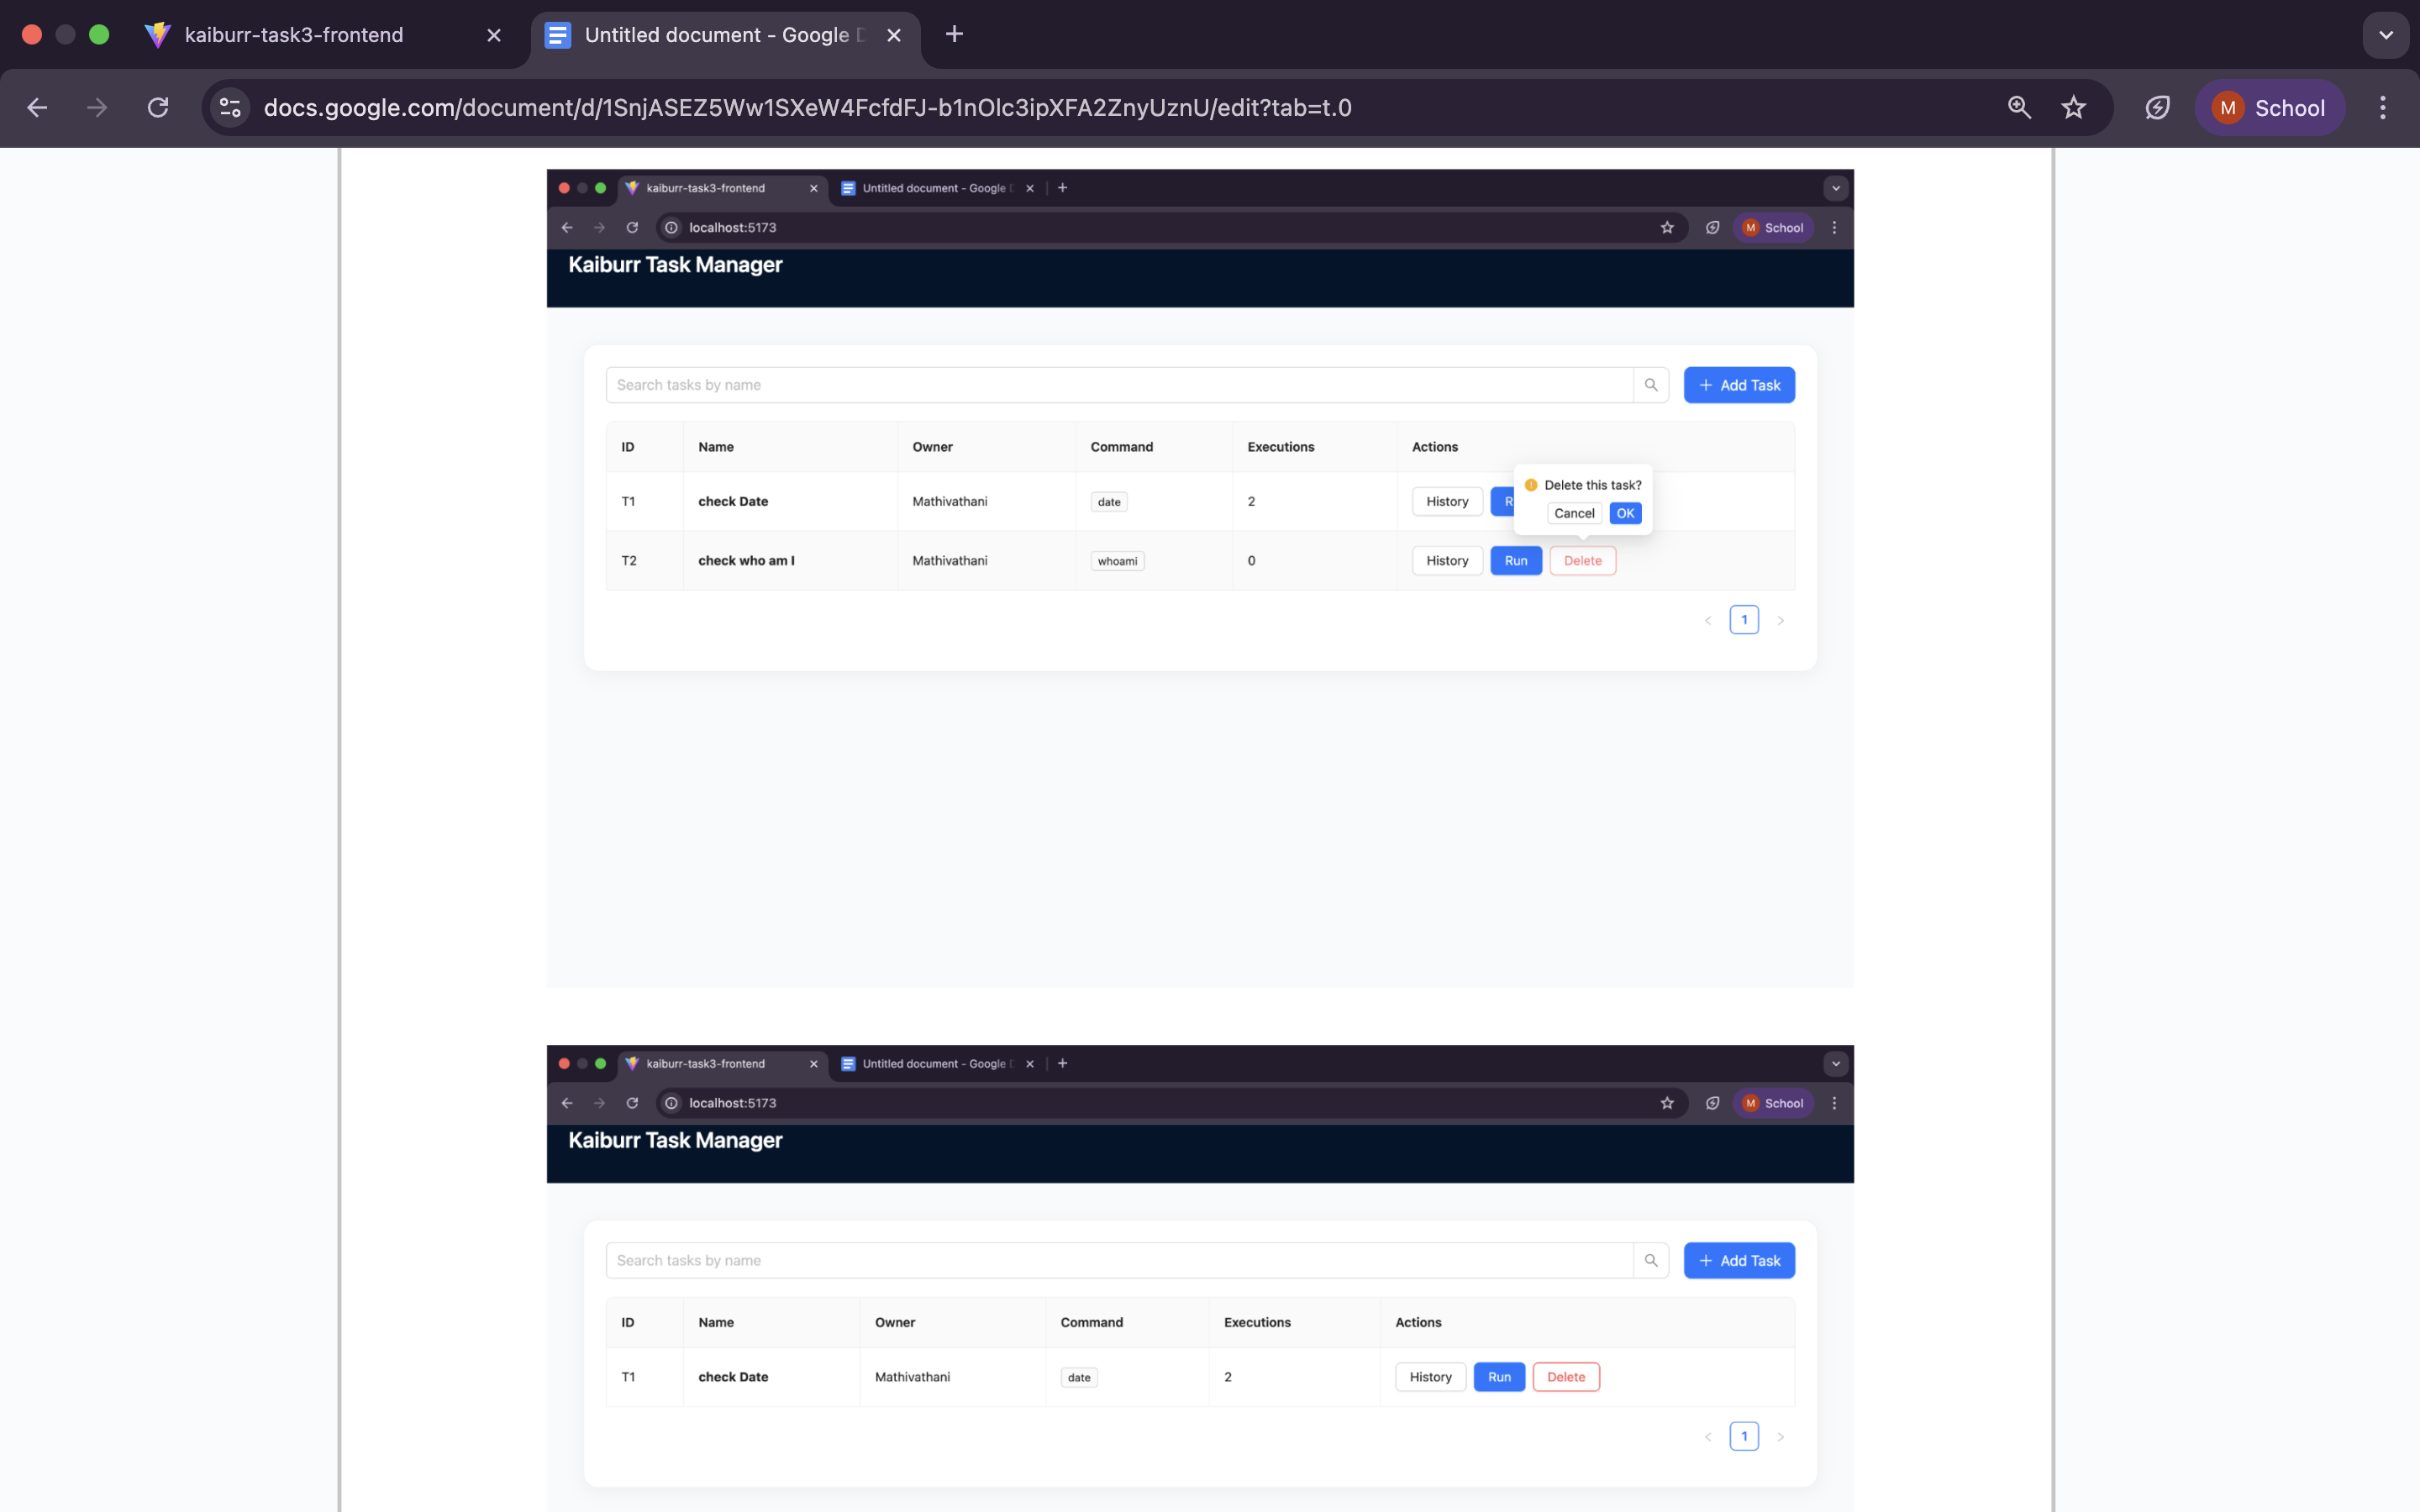 kaiburr-task3-frontend
Untitled document - Google D
docs.google.com/document/d/1SnjASEZ5Ww1SXeW4FcfdFJ-b1nOlc3ipXFA2ZnyUznU/edit?tab=t.0
M School
kaiburr-task3-frontend
Untitled document - Google D
localhost:5173
M School
Kaiburr Task Manager
Search tasks by name
+ Add Task
ID Name Owner Command Executions Actions
Delete this task?
Cancel OK
T1 check Date Mathivathani date 2 History R
T2 check who am I Mathivathani whoami 0 History Run Delete
< 1 >
kaiburr-task3-frontend
Untitled document - Google D
localhost:5173
M School
Kaiburr Task Manager
Search tasks by name
+ Add Task
ID Name Owner Command Executions Actions
T1 check Date Mathivathani date 2 History Run Delete
< 1 >